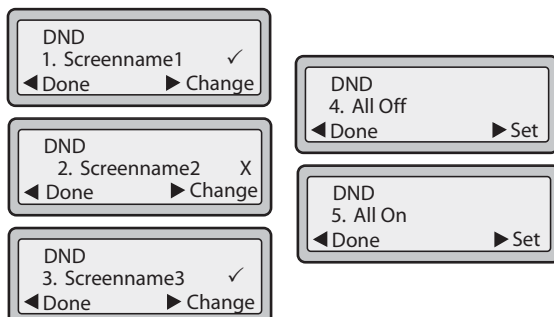 DND
1. Screenname1 ✓
◀ Done ▶ Change
DND
2. Screenname2 X
◀ Done ▶ Change
DND
3. Screenname3 ✓
◀ Done ▶ Change
DND
4. All Off
◀ Done ▶ Set
DND
5. All On
◀ Done ▶ Set